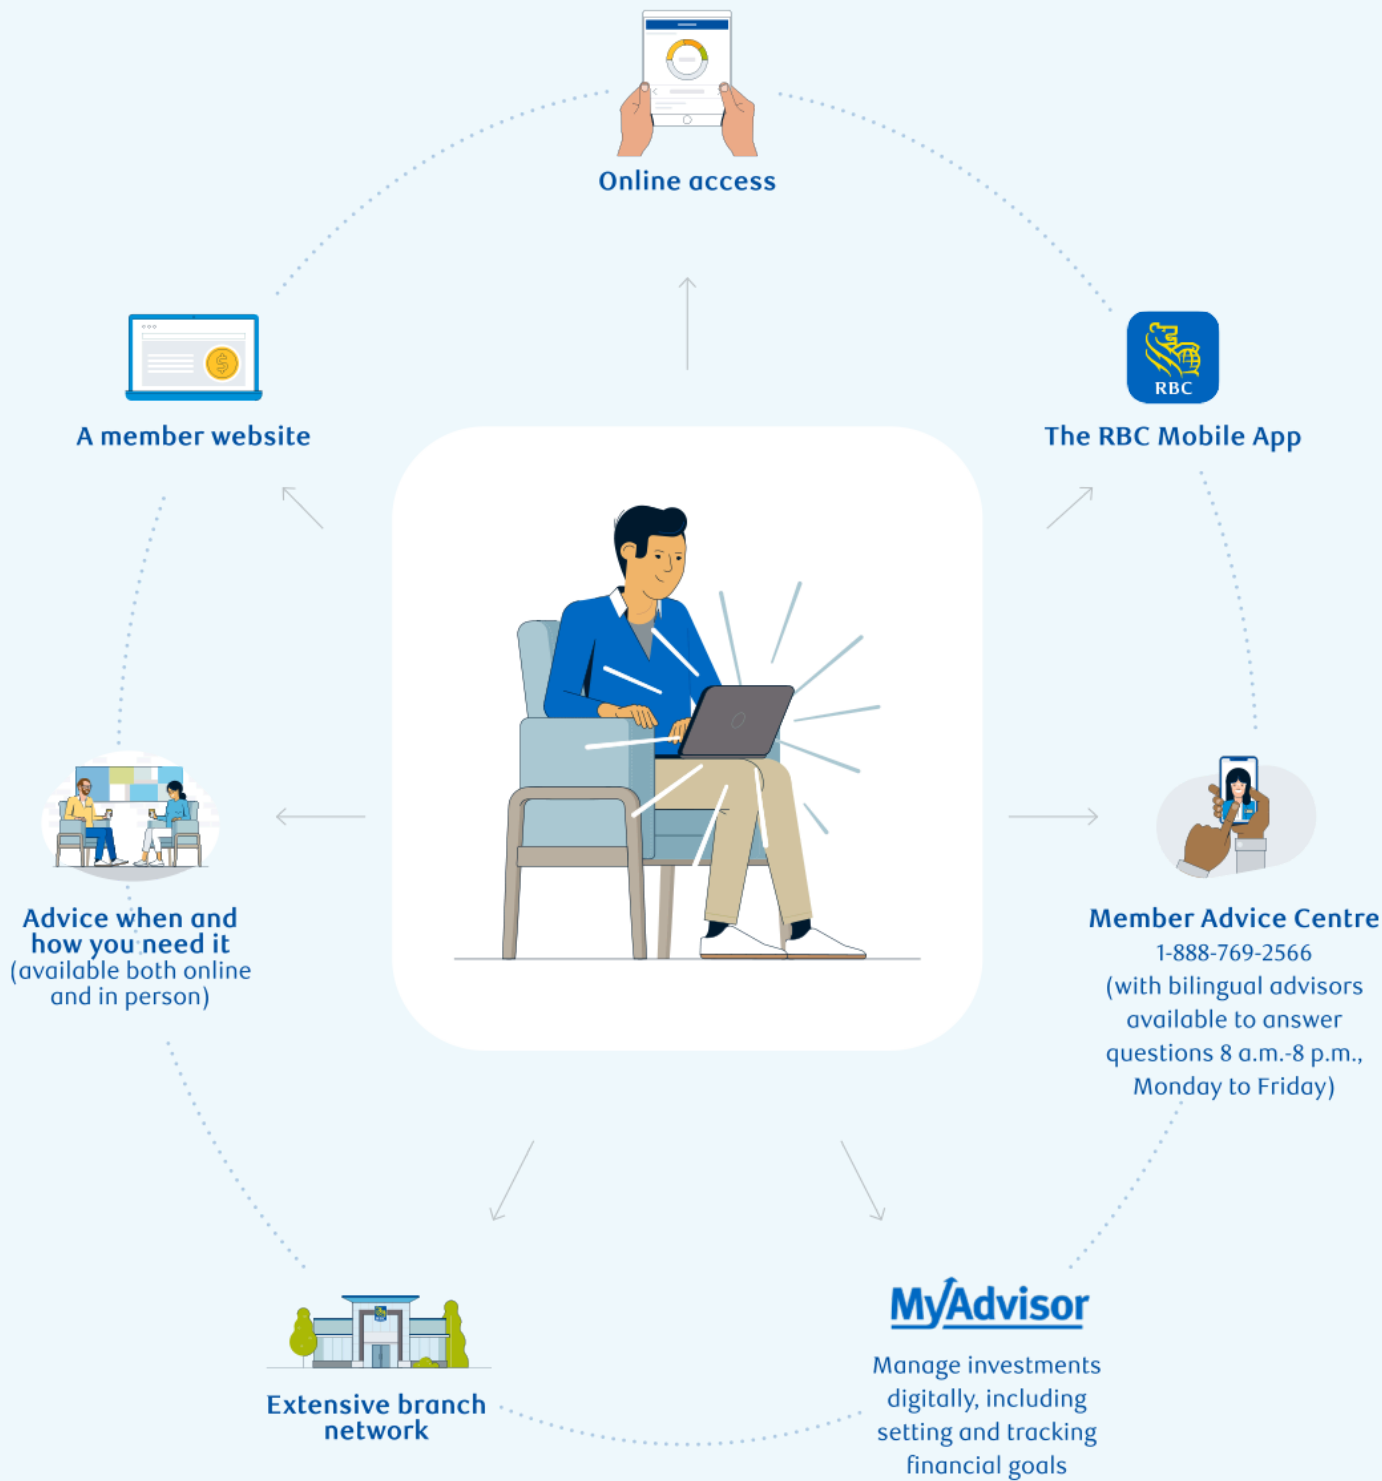 Online access
RBC
A member website
The RBC Mobile App
Advice when and
how you need it
(available both online
and in person)
Member Advice Centre
1-888-769-2566
(with bilingual advisors
available to answer
questions 8 a.m.-8 p.m.,
Monday to Friday)
Extensive branch
network
MyAdvisor
Manage investments
digitally, including
setting and tracking
financial goals